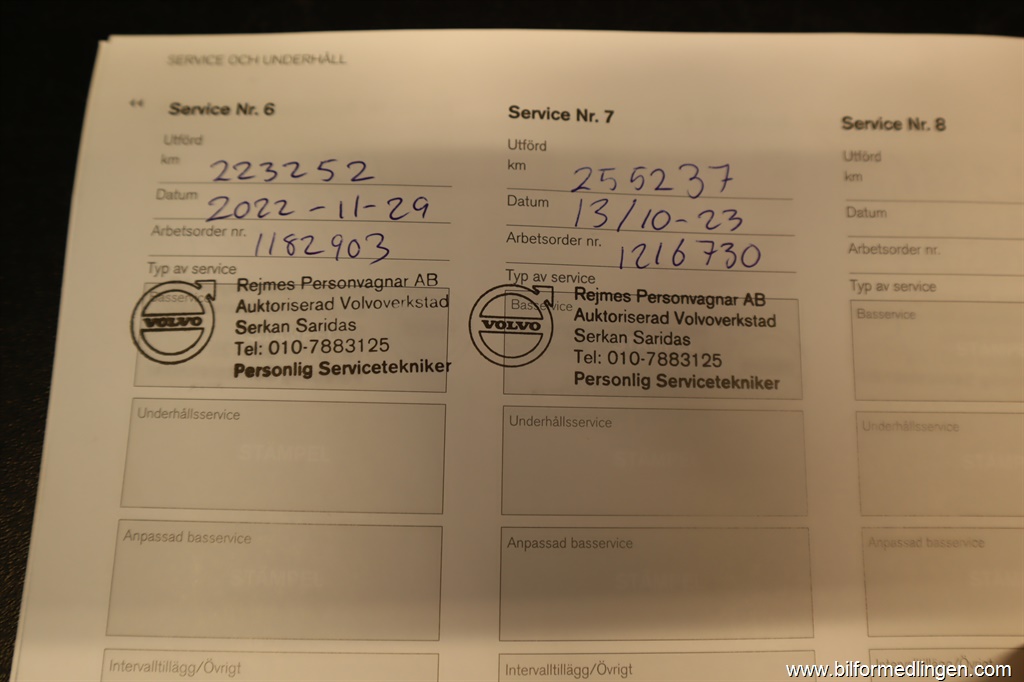 SERVICE OCH UNDERHÅLL
Service Nr. 6
Utförd
km 223252
Datum 2022-11-29
Arbetsorder nr. 1182903
Typ av service
Basservice
VOLVO
Rejmes Personvagnar AB
Auktoriserad Volvoverkstad
Serkan Saridas
Tel: 010-7883125
Personlig Servicetekniker
Underhållsservice
STÄMPEL
Anpassad basservice
STÄMPEL
Intervalltillägg/Övrigt
Service Nr. 7
Utförd
km 255237
Datum 13/10-23
Arbetsorder nr. 1216730
Typ av service
Basservice
VOLVO
Rejmes Personvagnar AB
Auktoriserad Volvoverkstad
Serkan Saridas
Tel: 010-7883125
Personlig Servicetekniker
Underhållsservice
STÄMPEL
Anpassad basservice
STÄMPEL
Intervalltillägg/Övrigt
Service Nr. 8
Utförd
km
Datum
Arbetsorder nr.
Typ av service
Basservice
Underhållsservice
Anpassad basservice
www.bilformedlingen.com